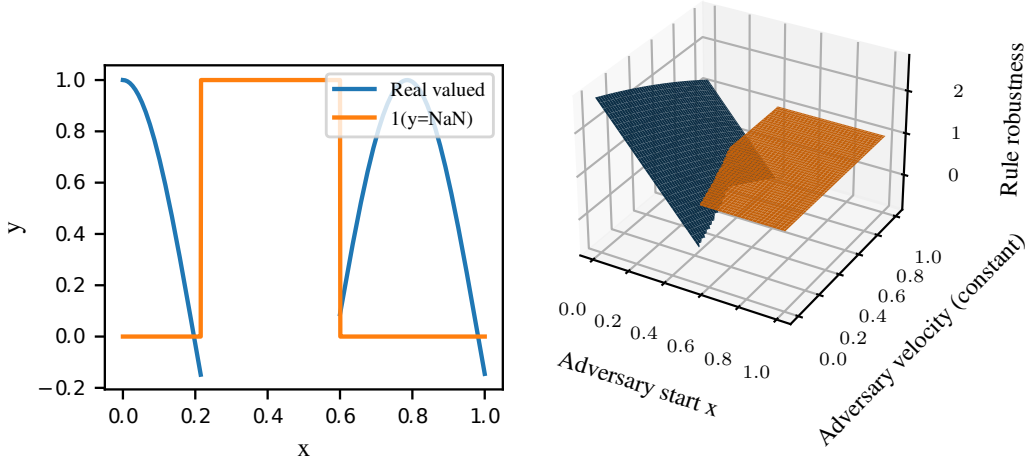 1.0
0.8
0.6
0.4
0.2
0.0
−0.2
y
0.0 0.2 0.4 0.6 0.8 1.0
x
Real valued
1(y=NaN)
2
1
0
Rule robustness
0.0 0.2 0.4 0.6 0.8 1.0
Adversary start x
0.0 0.2 0.4 0.6 0.8 1.0
Adversary velocity (constant)